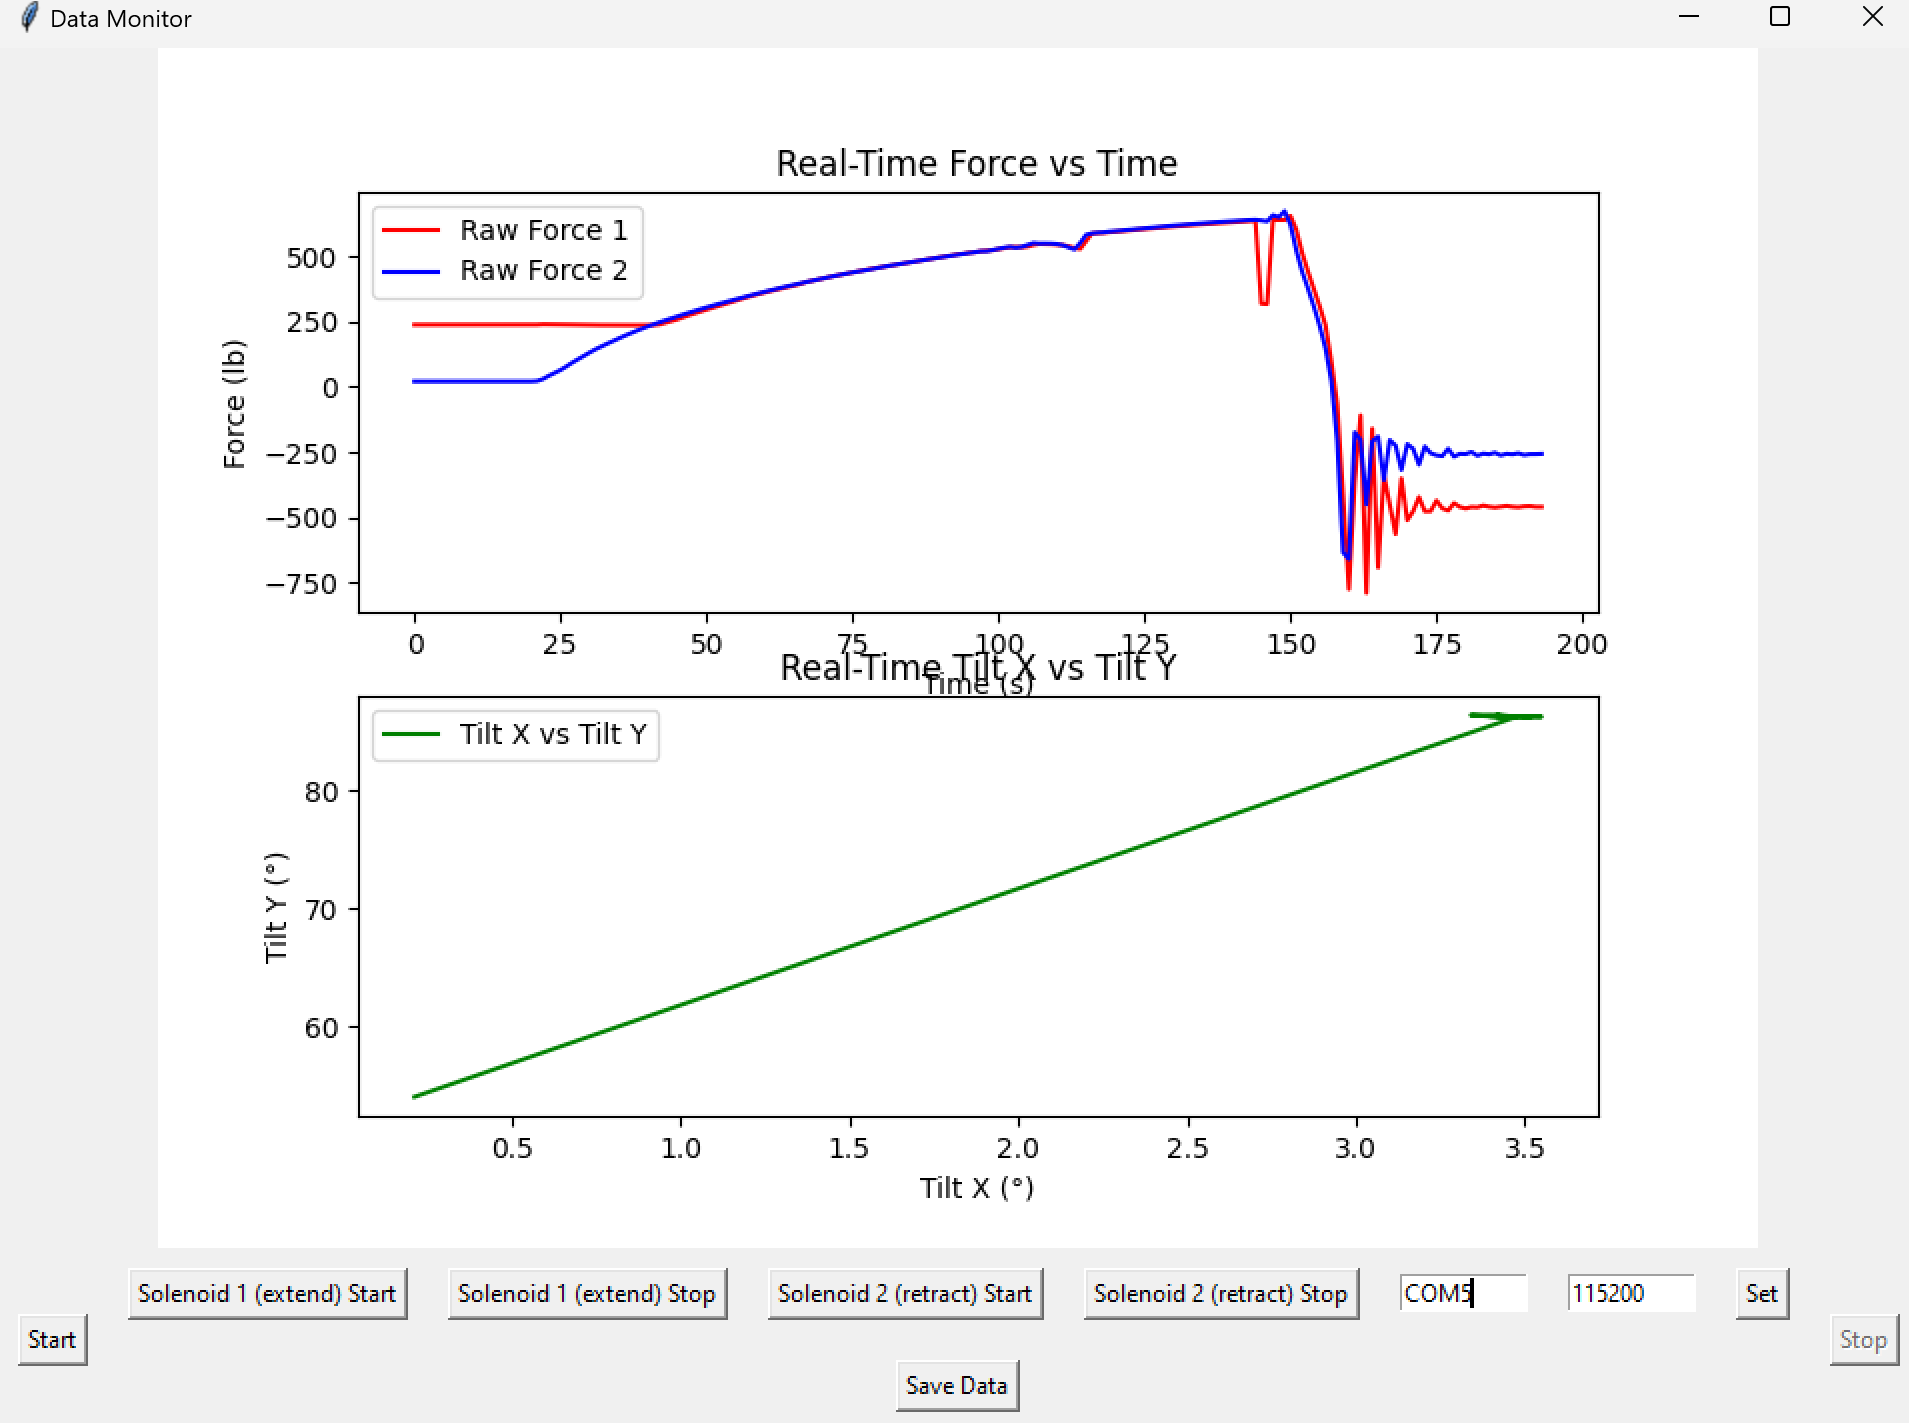 Data Monitor
Real-Time Force vs Time
Raw Force 1
Raw Force 2
Force (lb)
500
250
0
−250
−500
−750
0 25 50 75 100 125 150 175 200
Time (s)
Real-Time Tilt X vs Tilt Y
Tilt X vs Tilt Y
Tilt Y (°)
80
70
60
0.5 1.0 1.5 2.0 2.5 3.0 3.5
Tilt X (°)
Solenoid 1 (extend) Start Solenoid 1 (extend) Stop Solenoid 2 (retract) Start Solenoid 2 (retract) Stop COM5 115200 Set
Start Stop
Save Data